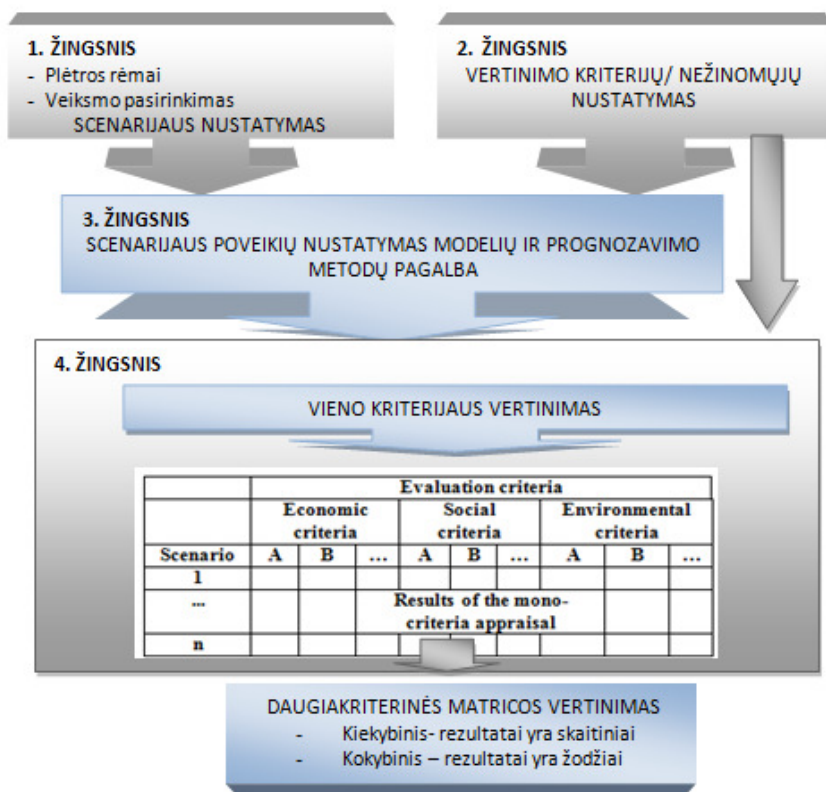 1. ŽINGSNIS
- Plėtros rėmai
- Veiksmo pasirinkimas
SCENARIJAUS NUSTATYMAS
2. ŽINGSNIS
VERTINIMO KRITERIJŲ/ NEŽINOMŲJŲ
NUSTATYMAS
3. ŽINGSNIS
SCENARIJAUS POVEIKIŲ NUSTATYMAS MODELIŲ IR PROGNOZAVIMO
METODŲ PAGALBA
4. ŽINGSNIS
VIENO KRITERIJAUS VERTINIMAS
Evaluation criteria
Economic Social Environmental
criteria criteria criteria
Scenario A B ... A B ... A B ...
1
... Results of the mono-
criteria appraisal
n
DAUGIAKRITERINĖS MATRICOS VERTINIMAS
- Kiekybinis- rezultatai yra skaitiniai
- Kokybinis – rezultatai yra žodžiai